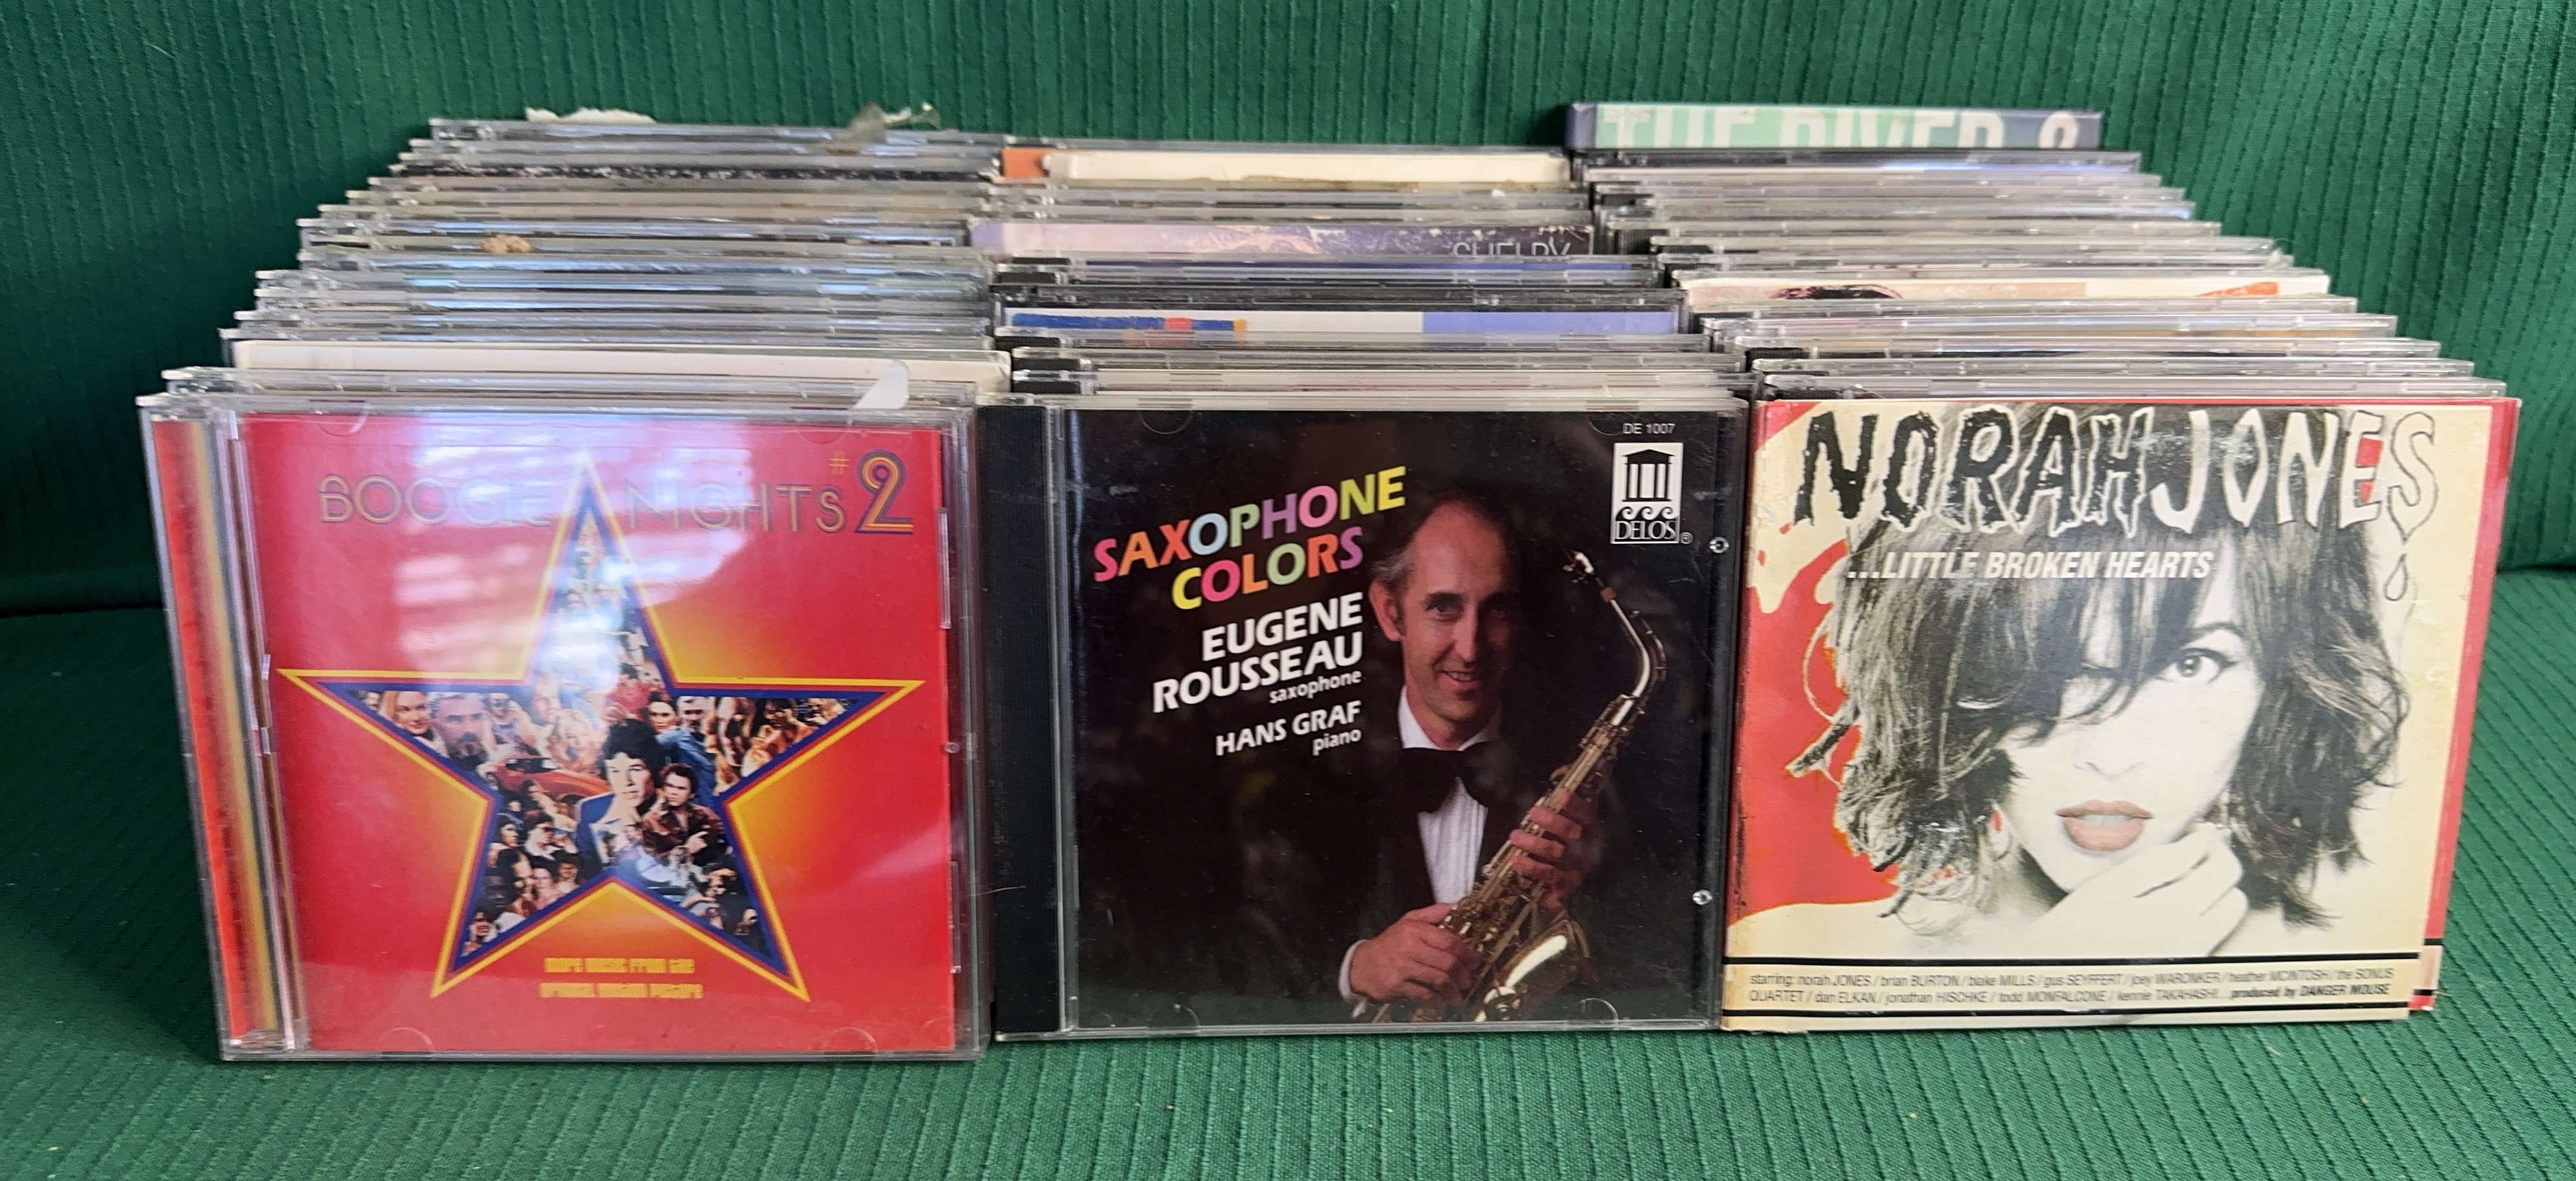 THE RIVER &
SHELBY
BOOGIE NIGHTS #2
more music from the
original motion picture
DE 1007
DELOS®
SAXOPHONE
COLORS
EUGENE
ROUSSEAU
saxophone
HANS GRAF
piano
NORAH JONES
...LITTLE BROKEN HEARTS
starring: norah JONES / brian BURTON / blake MILLS / gus SEYFFERT / joey WARONKER / heather MCINTOSH / the SONUS
QUARTET / dan ELKAN / jonathan HISCHKE / todd MONFALCONE / kennie TAKAHASHI produced by DANGER MOUSE